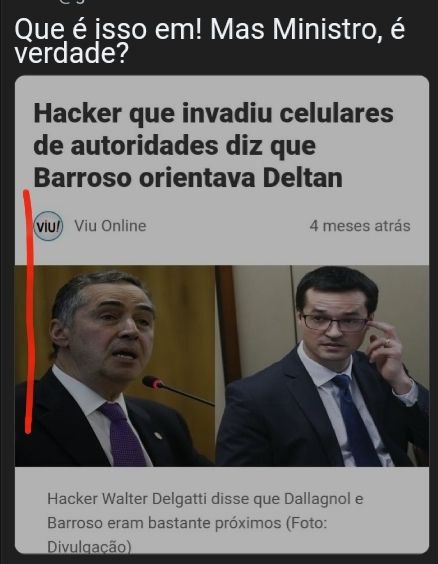 Que é isso em! Mas Ministro, é
verdade?
Hacker que invadiu celulares
de autoridades diz que
Barroso orientava Deltan
viu! Viu Online 4 meses atrás
Hacker Walter Delgatti disse que Dallagnol e
Barroso eram bastante próximos (Foto:
Divulgação)